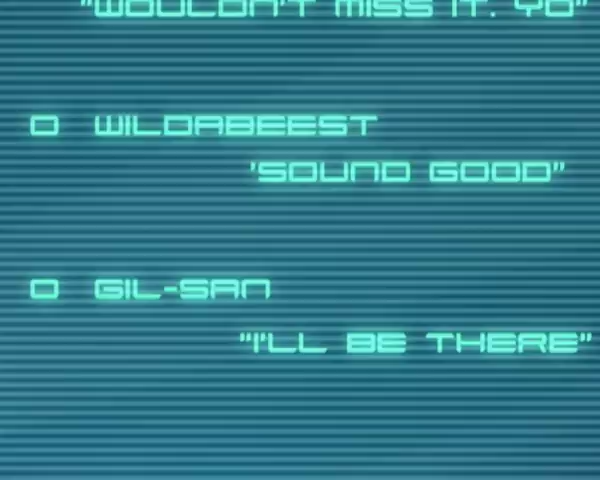 "WOULDN'T MISS IT. YO"
O WILDABEEST
'SOUND GOOD"
O GIL-SAN
"I'LL BE THERE"